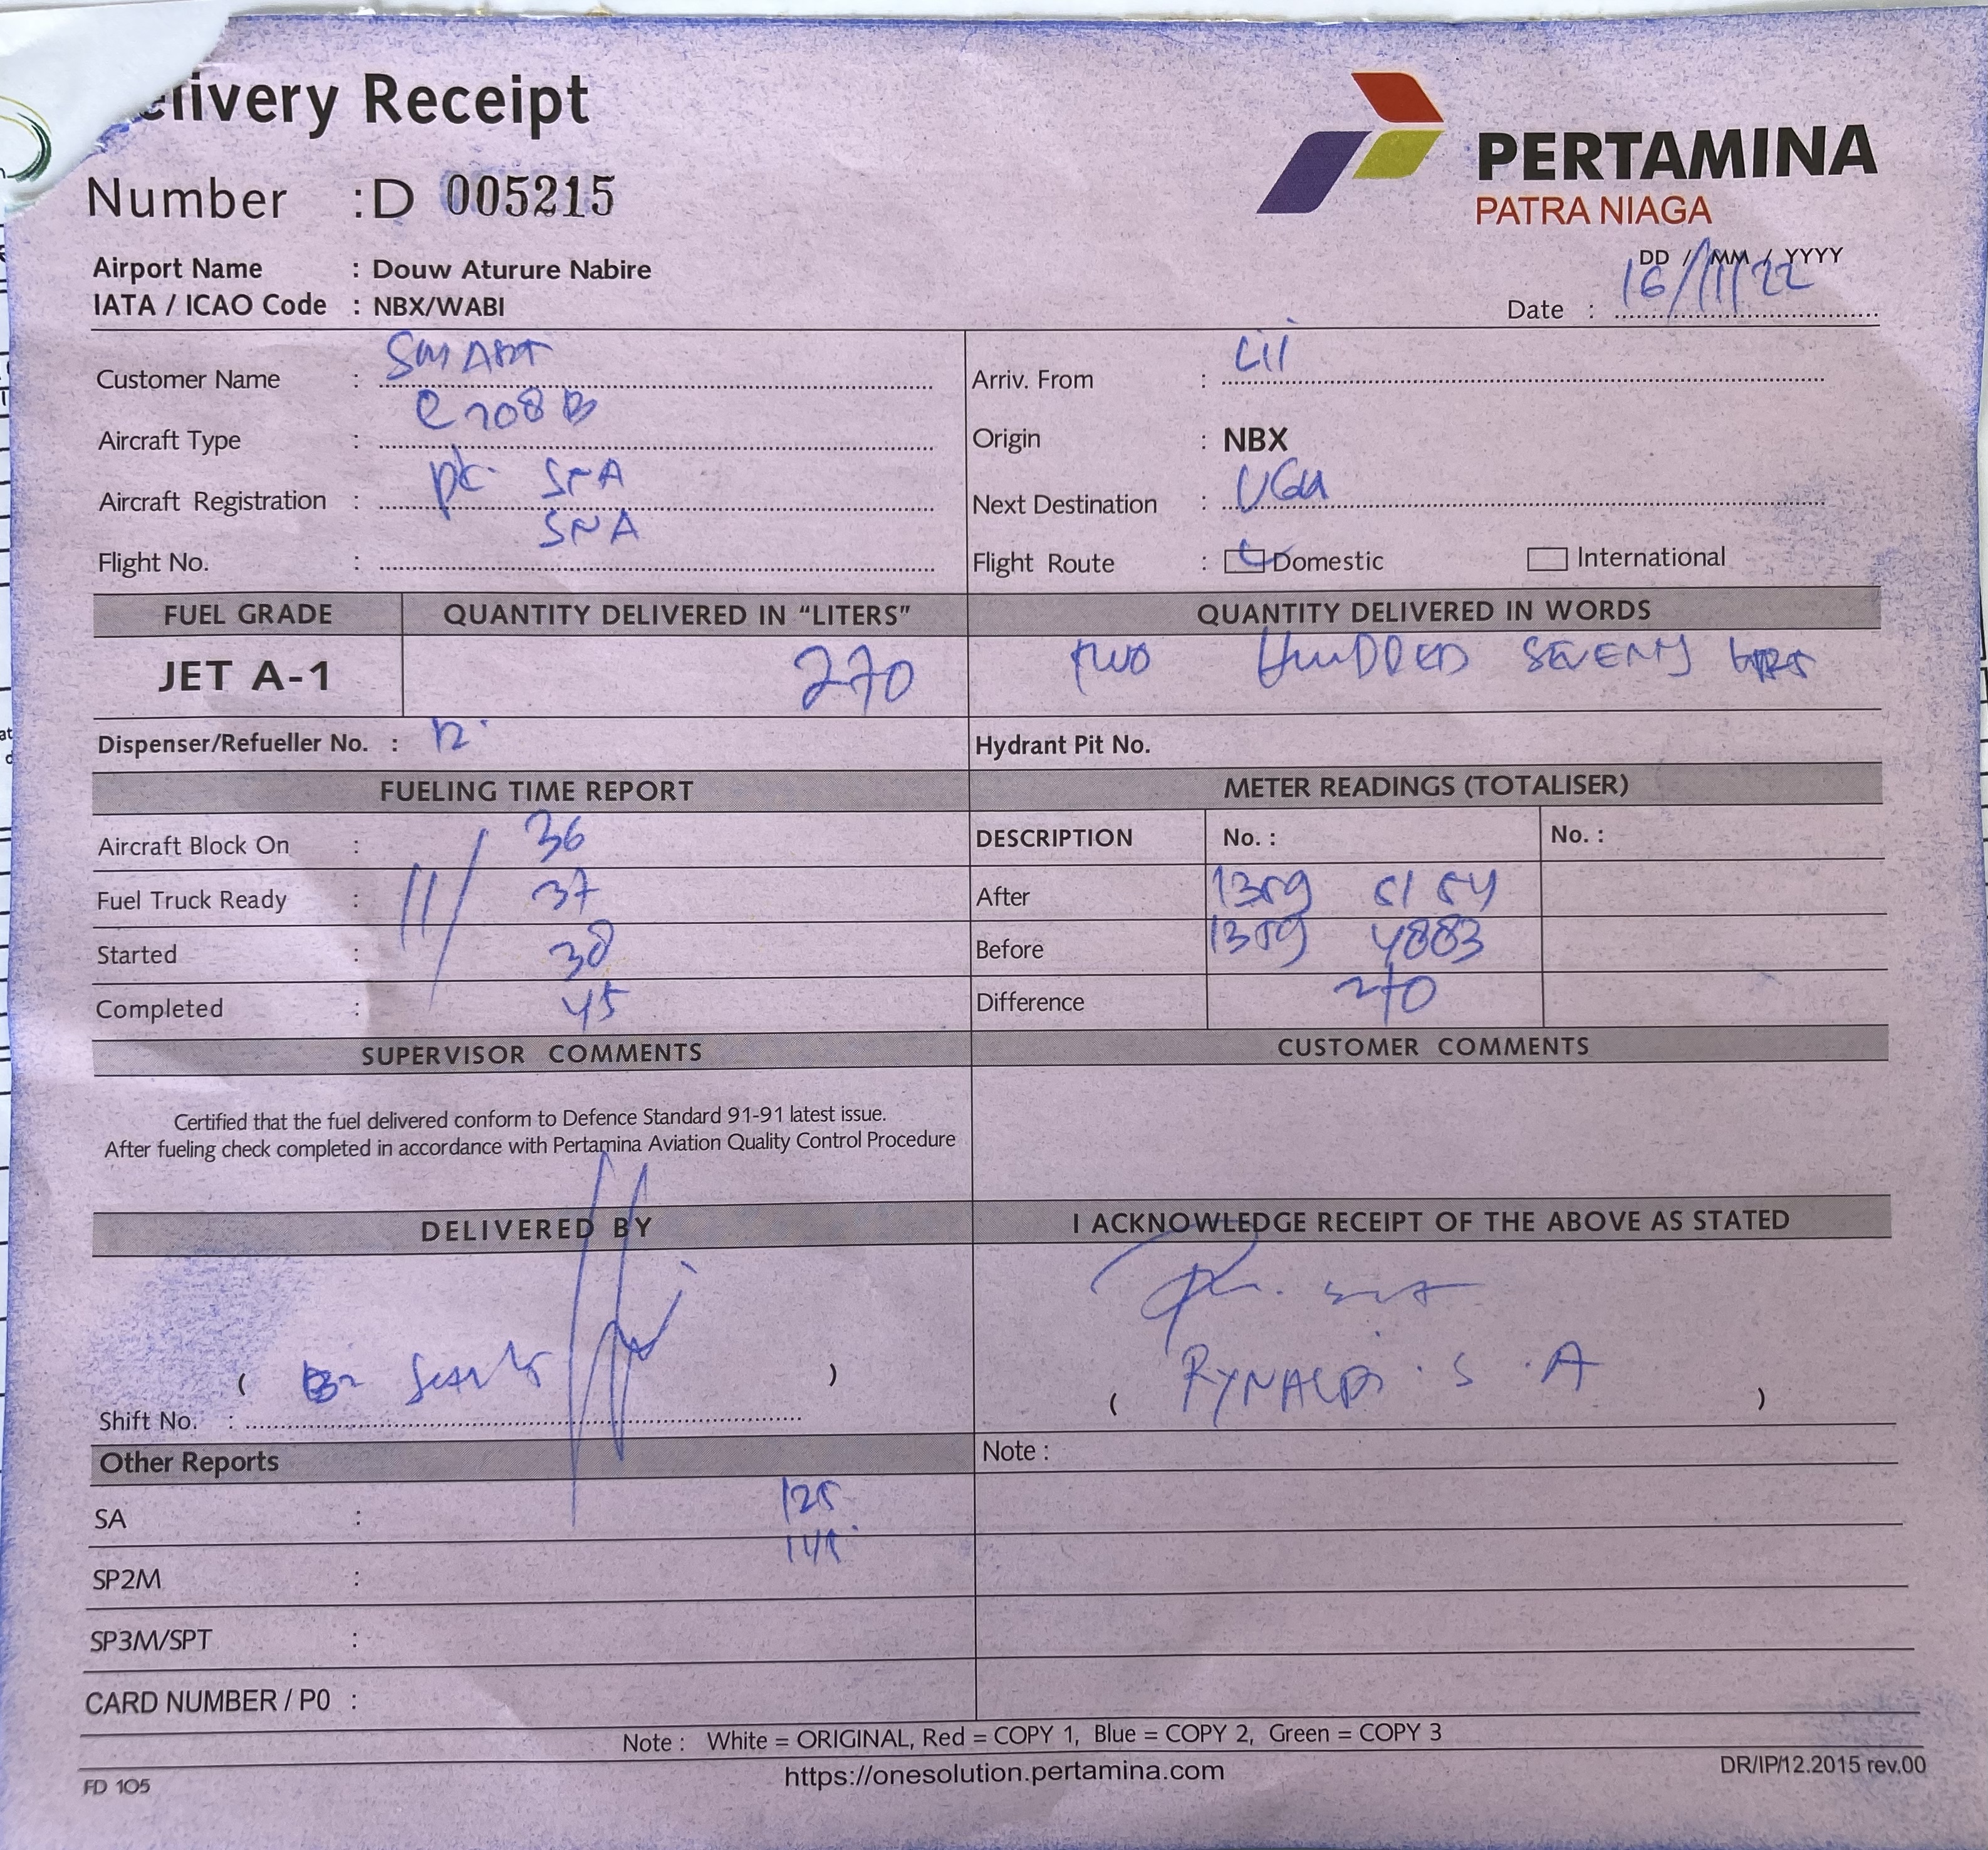 elivery Receipt
Number : D 005215
PERTAMINA
PATRA NIAGA
Airport Name : Douw Aturure Nabire
IATA / ICAO Code : NBX/WABI
DD / MM / YYYY
Date : 16/11/22
Customer Name : SMART
Arriv. From :
Aircraft Type : C208B
Origin : NBX
Aircraft Registration : PK SNA
Next Destination : UGU
Flight No. : SNA
Flight Route : Domestic International
FUEL GRADE QUANTITY DELIVERED IN “LITERS” QUANTITY DELIVERED IN WORDS
JET A-1 270 TWO HUNDDED SEVENTY
Dispenser/Refueller No. : 12
Hydrant Pit No.
FUELING TIME REPORT METER READINGS (TOTALISER)
Aircraft Block On : 36
DESCRIPTION No. : No. :
Fuel Truck Ready : 11/ 37
After 1359 5154
Started : 38
Before 1359 4883
Completed : 45
Difference 270
SUPERVISOR COMMENTS CUSTOMER COMMENTS
Certified that the fuel delivered conform to Defence Standard 91-91 latest issue.
After fueling check completed in accordance with Pertamina Aviation Quality Control Procedure
DELIVERED BY I ACKNOWLEDGE RECEIPT OF THE ABOVE AS STATED
( )
( RYNALDI . S . A )
Shift No. :
Other Reports Note :
SA : 125
SP2M :
SP3M/SPT :
CARD NUMBER / P0 :
Note : White = ORIGINAL, Red = COPY 1, Blue = COPY 2, Green = COPY 3
FD 105 https://onesolution.pertamina.com DR/IP/12.2015 rev.00